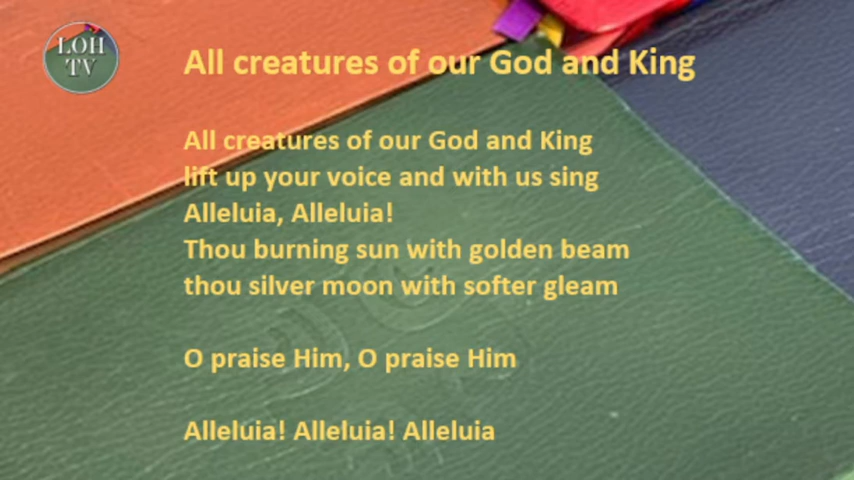 LOH
TV
All creatures of our God and King
All creatures of our God and King
lift up your voice and with us sing
Alleluia, Alleluia!
Thou burning sun with golden beam
thou silver moon with softer gleam
O praise Him, O praise Him
Alleluia! Alleluia! Alleluia